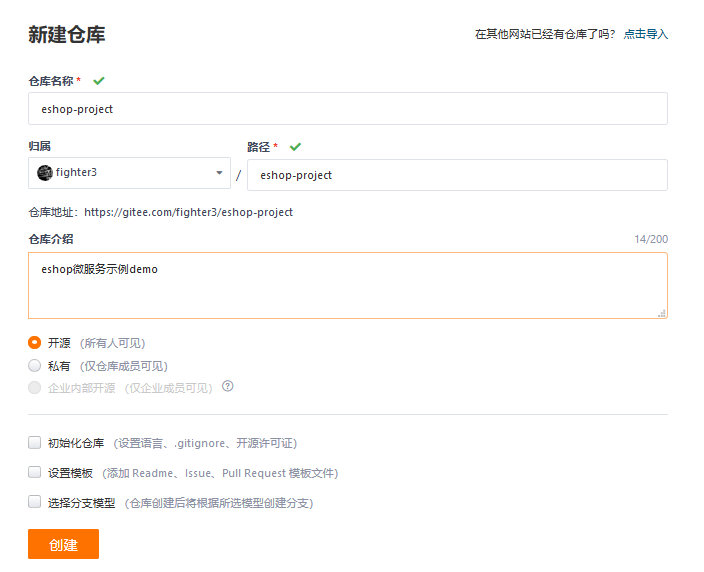 新建仓库
在其他网站已经有仓库了吗？ 点击导入
仓库名称 *
eshop-project
归属 路径 *
fighter3 / eshop-project
仓库地址：https://gitee.com/fighter3/eshop-project
仓库介绍 14/200
eshop微服务示例demo
开源 （所有人可见）
私有 （仅仓库成员可见）
企业内部开源 （仅企业成员可见） ?
初始化仓库 （设置语言、.gitignore、开源许可证）
设置模板 （添加 Readme、Issue、Pull Request 模板文件）
选择分支模型 （仓库创建后将根据所选模型创建分支）
创建